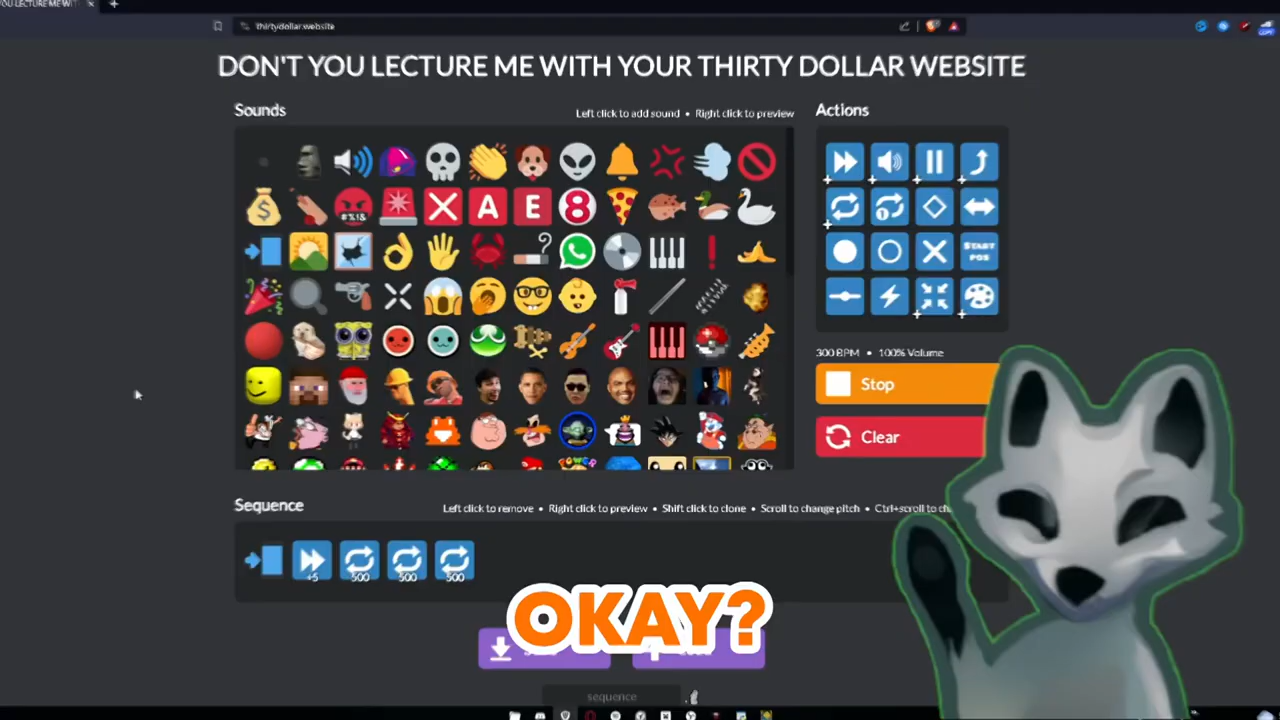 thirtydollar.website
DON'T YOU LECTURE ME WITH YOUR THIRTY DOLLAR WEBSITE
Sounds
Left click to add sound • Right click to preview
Actions
#%!&
A E 8
START POS
300 BPM • 100% Volume
Stop
Clear
Sequence
Left click to remove • Right click to preview • Shift click to clone • Scroll to change pitch • Ctrl+scroll to
+5 500 500 500
OKAY?
sequence